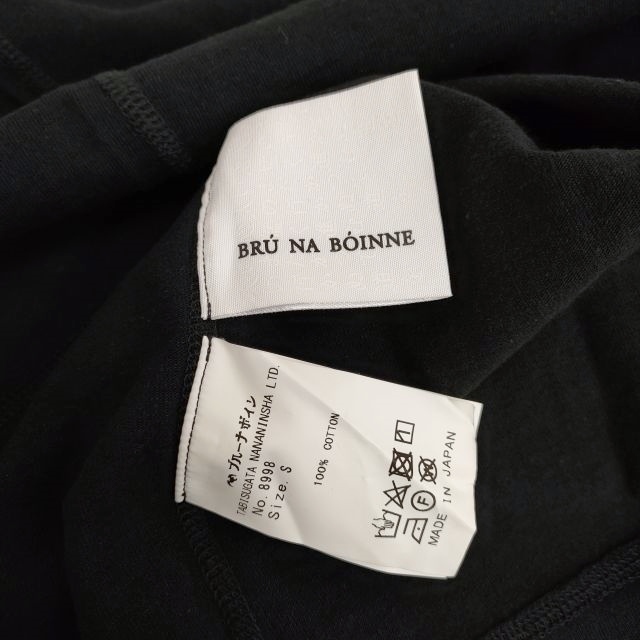 BRÚ NA BÓINNE
ブルーナボイン
TABISUGATA NANANINSHA LTD.
No. 8998
Size. S
100% COTTON
MADE IN JAPAN